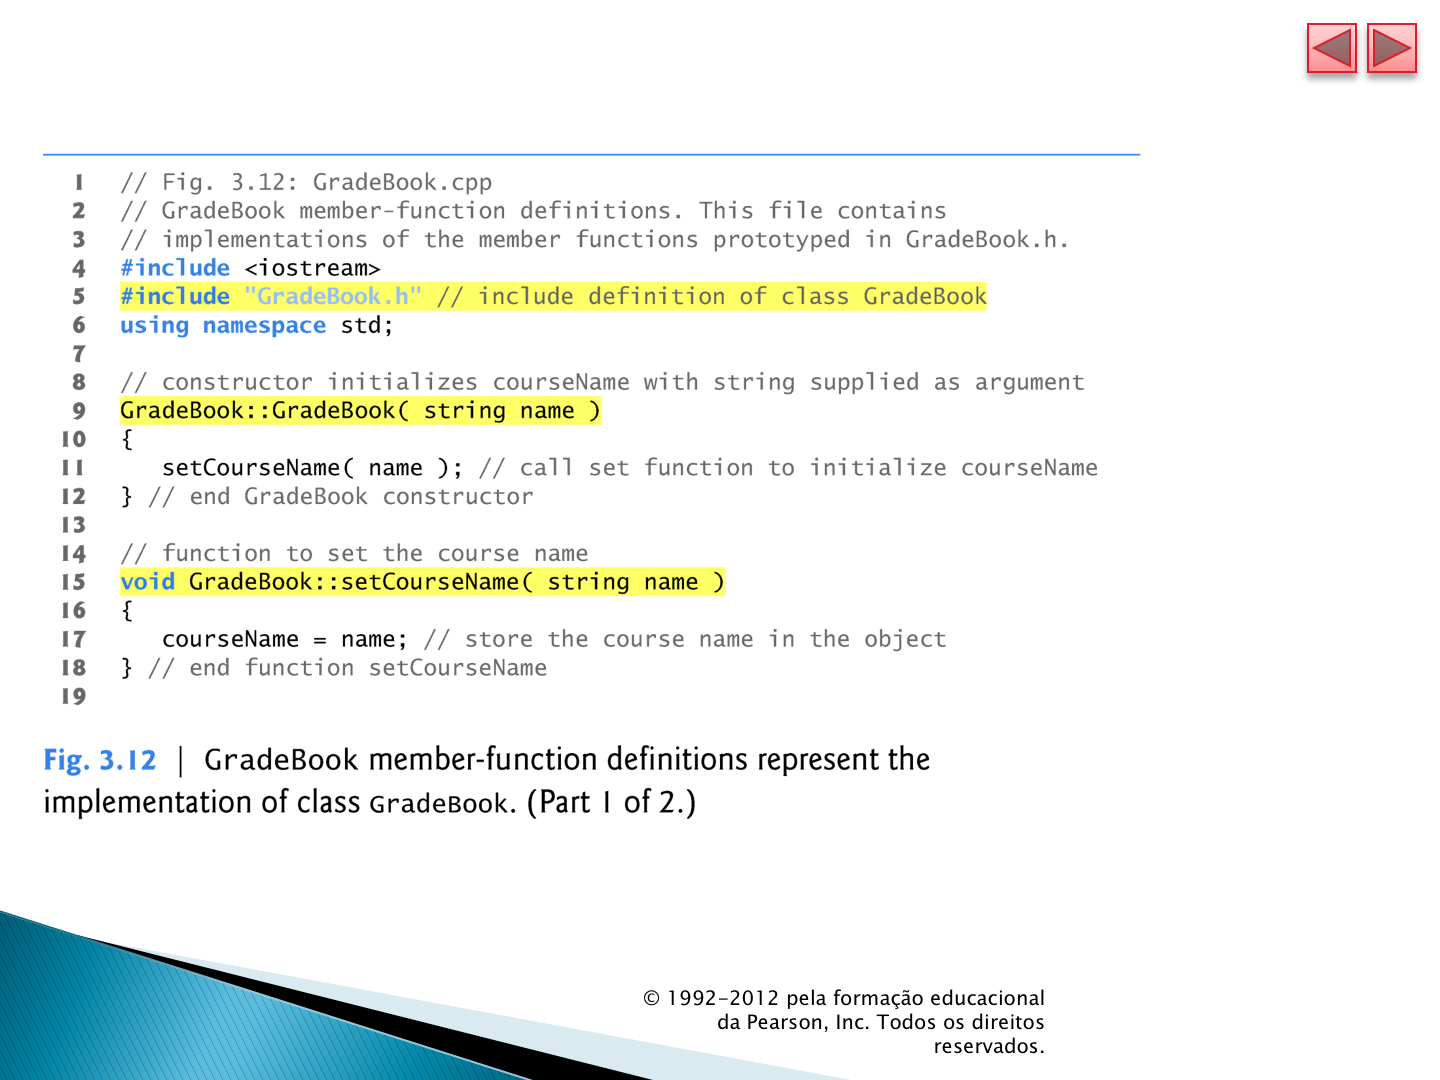 1 // Fig. 3.12: GradeBook.cpp
2 // GradeBook member-function definitions. This file contains
3 // implementations of the member functions prototyped in GradeBook.h.
4 #include <iostream>
5 #include "GradeBook.h" // include definition of class GradeBook
6 using namespace std;
7
8 // constructor initializes courseName with string supplied as argument
9 GradeBook::GradeBook( string name )
10 {
11    setCourseName( name ); // call set function to initialize courseName
12 } // end GradeBook constructor
13
14 // function to set the course name
15 void GradeBook::setCourseName( string name )
16 {
17    courseName = name; // store the course name in the object
18 } // end function setCourseName
19
Fig. 3.12 | GradeBook member-function definitions represent the
implementation of class GradeBook. (Part 1 of 2.)
© 1992-2012 pela formação educacional
da Pearson, Inc. Todos os direitos
reservados.